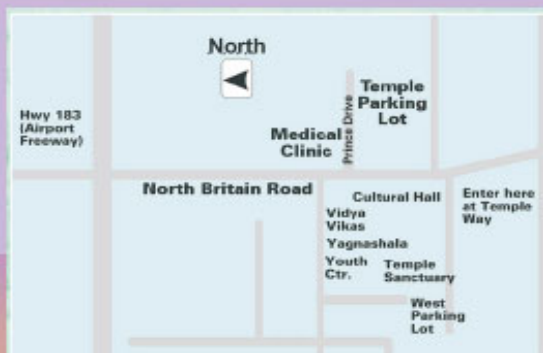 North
Hwy 183
(Airport
Freeway)
Temple
Parking
Lot
Prince Drive
Medical
Clinic
North Britain Road
Cultural Hall
Enter here
at Temple
Way
Vidya
Vikas
Yagnashala
Youth
Ctr.
Temple
Sanctuary
West
Parking
Lot